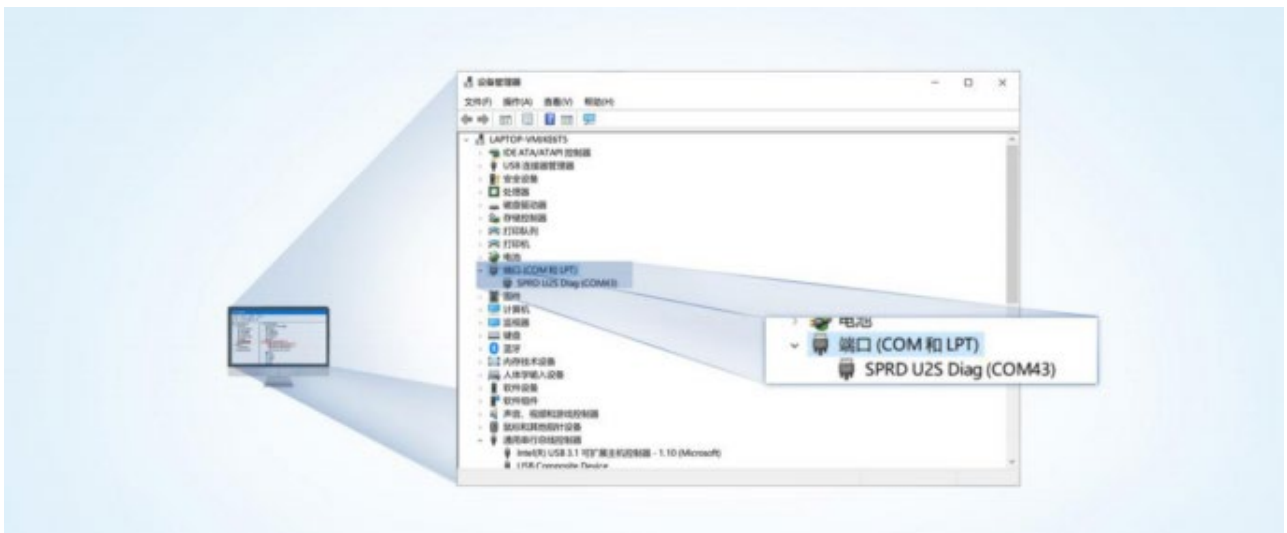 设备管理器
文件(F) 操作(A) 查看(V) 帮助(H)
IDE ATA/ATAPI 控制器
USB 连接器管理器
安全设备
处理器
磁盘驱动器
存储控制器
打印队列
打印机
电池
端口 (COM 和 LPT)
SPRD U2S Diag (COM43)
固件
计算机
监视器
键盘
蓝牙
内存技术设备
人体学输入设备
软件设备
软件组件
声音、视频和游戏控制器
鼠标和其他指针设备
通用串行总线控制器
Intel(R) USB 3.1 可扩展主机控制器 - 1.10 (Microsoft)
USB Composite Device
电池
端口 (COM 和 LPT)
SPRD U2S Diag (COM43)